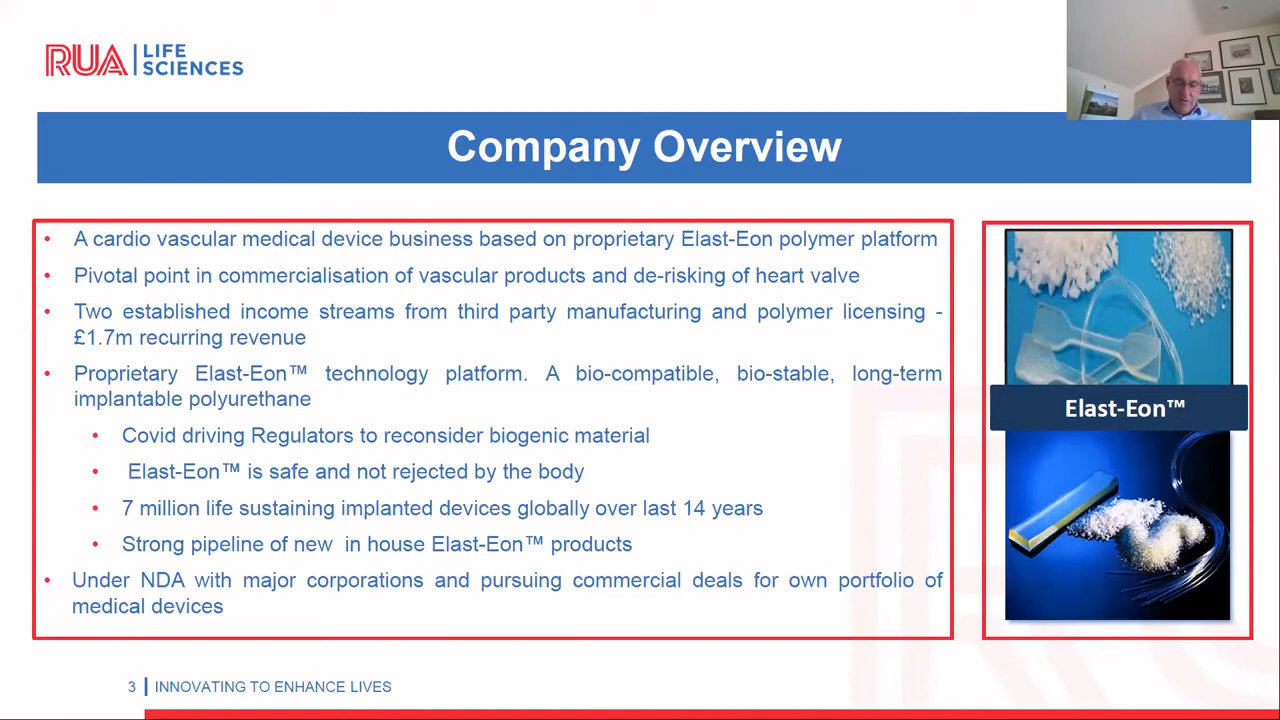 RUA LIFE
SCIENCES
Company Overview
• A cardio vascular medical device business based on proprietary Elast-Eon polymer platform
• Pivotal point in commercialisation of vascular products and de-risking of heart valve
• Two established income streams from third party manufacturing and polymer licensing -
£1.7m recurring revenue
• Proprietary Elast-Eon™ technology platform. A bio-compatible, bio-stable, long-term
implantable polyurethane
• Covid driving Regulators to reconsider biogenic material
• Elast-Eon™ is safe and not rejected by the body
• 7 million life sustaining implanted devices globally over last 14 years
• Strong pipeline of new in house Elast-Eon™ products
• Under NDA with major corporations and pursuing commercial deals for own portfolio of
medical devices
Elast-Eon™
3 INNOVATING TO ENHANCE LIVES